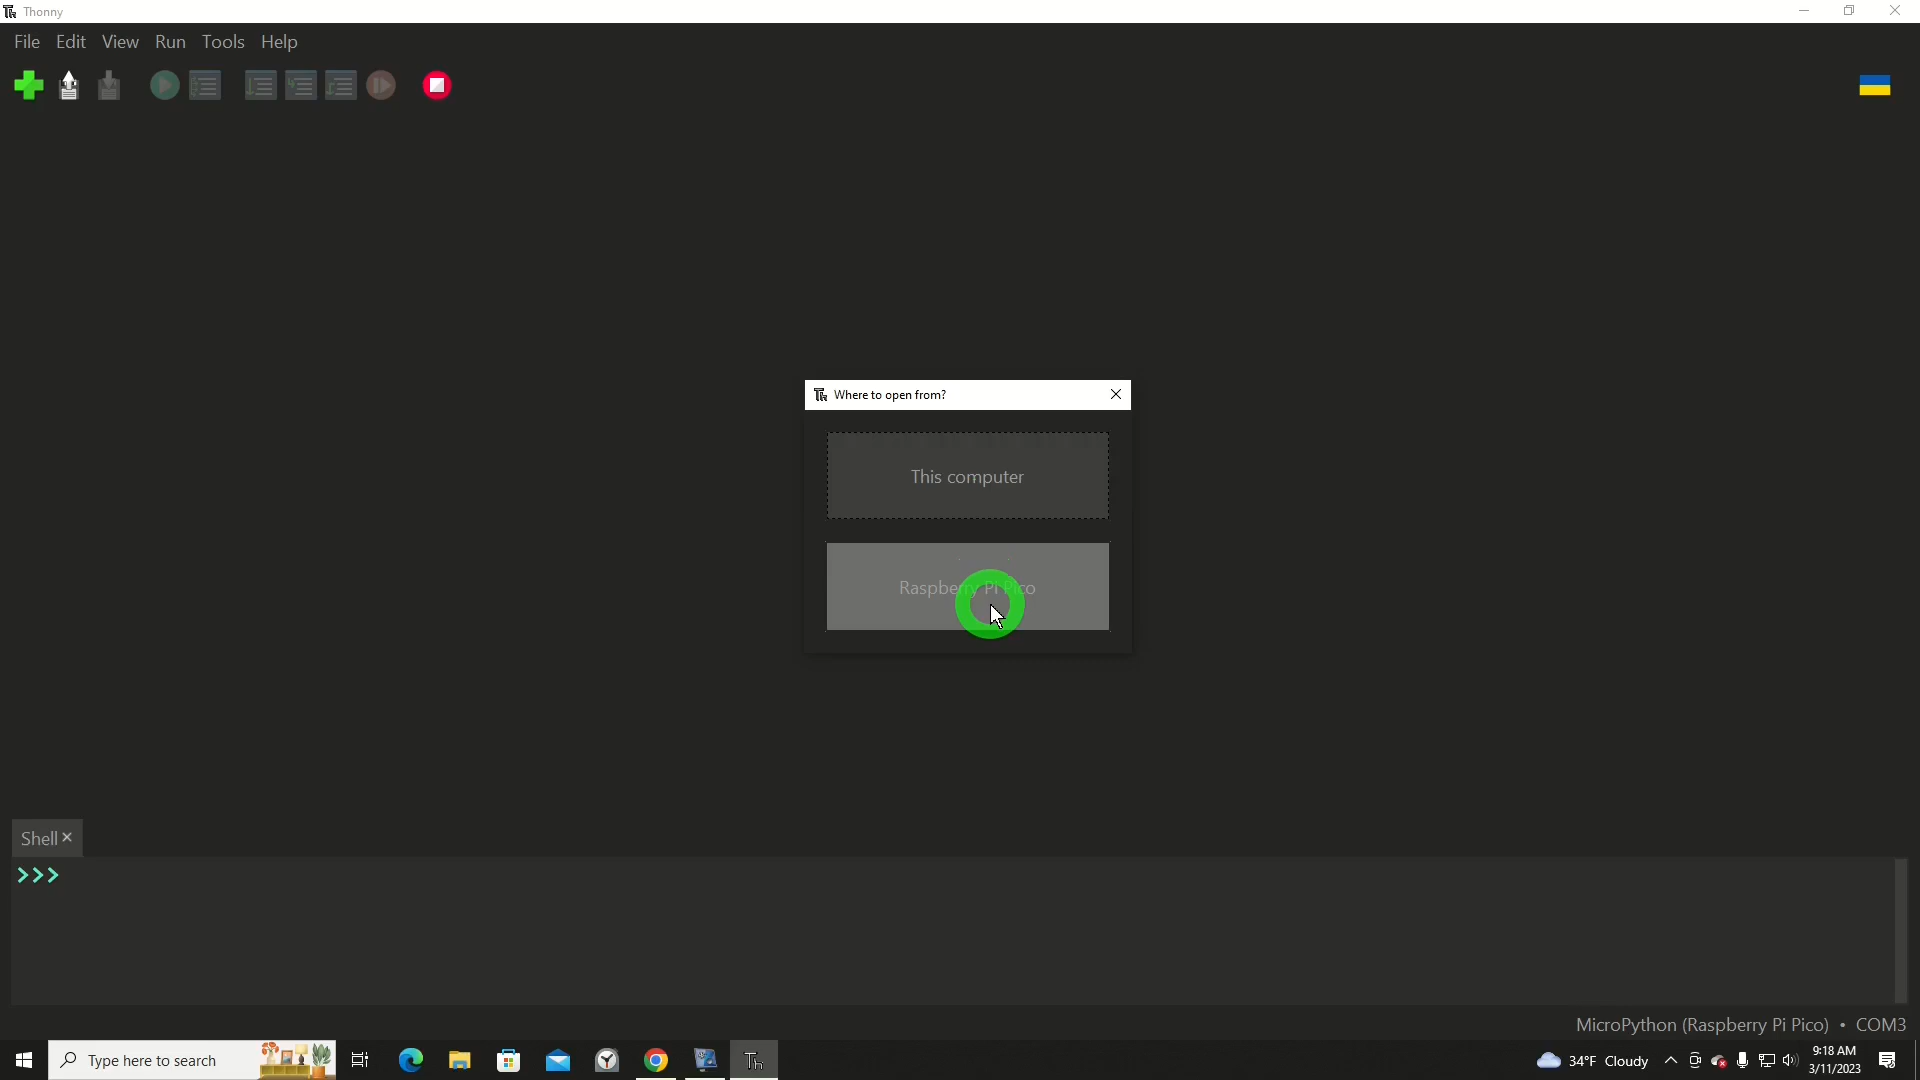 Thonny
File Edit View Run Tools Help
Where to open from?
This computer
Raspberry Pi Pico
Shell
>>>
MicroPython (Raspberry Pi Pico) • COM3
Type here to search
34°F Cloudy
9:18 AM
3/11/2023